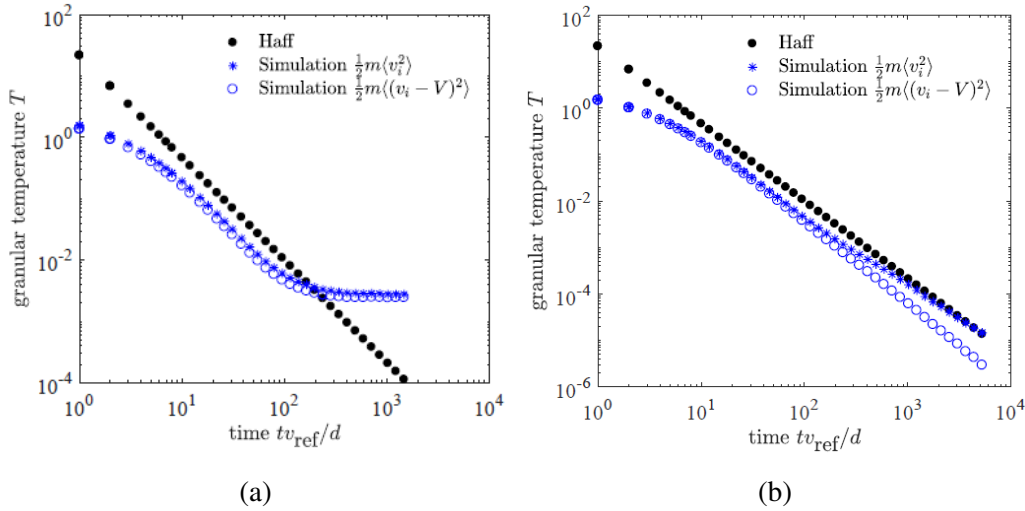 10^2
10^0
10^-2
10^-4
granular temperature T
Haff
Simulation ½m⟨v_i^2⟩
Simulation ½m⟨(v_i − V)^2⟩
10^0
10^1
10^2
10^3
10^4
time tv_ref/d
(a)
10^2
10^0
10^-2
10^-4
10^-6
granular temperature T
Haff
Simulation ½m⟨v_i^2⟩
Simulation ½m⟨(v_i − V)^2⟩
10^0
10^1
10^2
10^3
10^4
time tv_ref/d
(b)